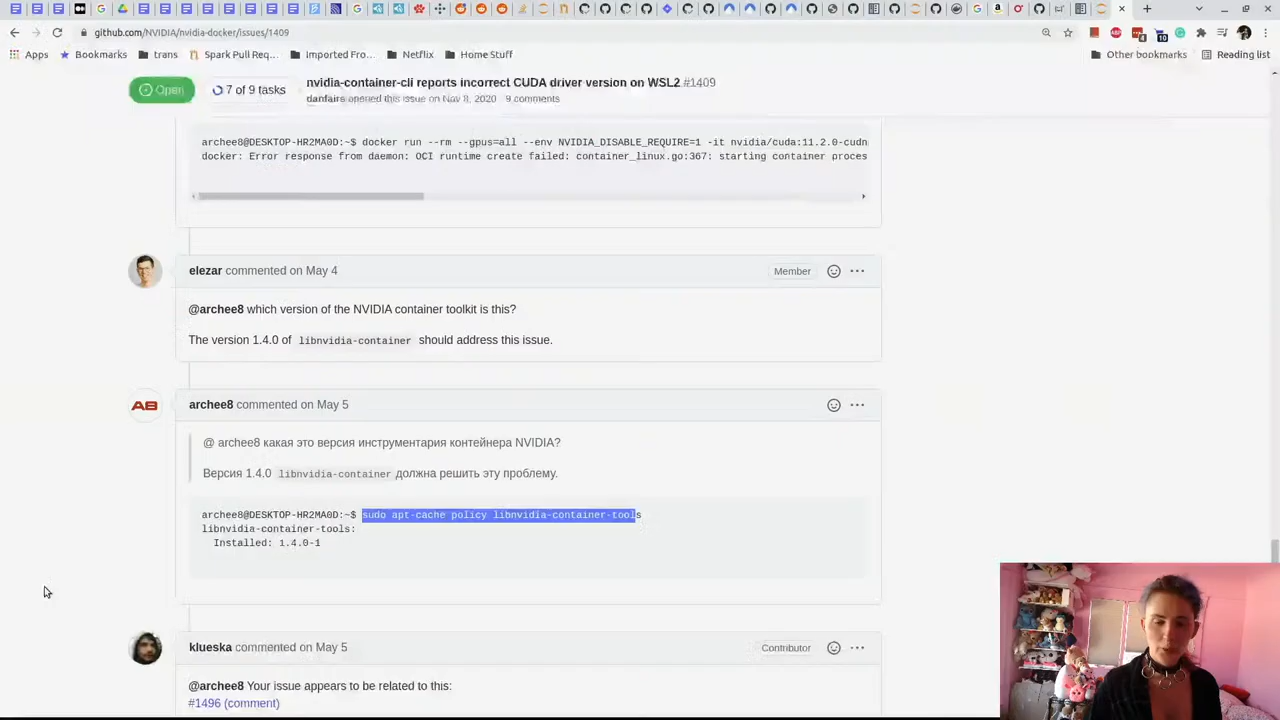 github.com/NVIDIA/nvidia-docker/issues/1409
Apps
Bookmarks
trans
Spark Pull Req...
Imported Fro...
Netflix
Home Stuff
Other bookmarks
Reading list
Open
7 of 9 tasks
nvidia-container-cli reports incorrect CUDA driver version on WSL2 #1409
danfairs opened this issue on Nov 8, 2020 · 9 comments
archee8@DESKTOP-HR2MA0D:~$ docker run --rm --gpus=all --env NVIDIA_DISABLE_REQUIRE=1 -it nvidia/cuda:11.2.0-cudn
docker: Error response from daemon: OCI runtime create failed: container_linux.go:367: starting container proces
elezar commented on May 4
Member
@archee8 which version of the NVIDIA container toolkit is this?
The version 1.4.0 of libnvidia-container should address this issue.
AB
archee8 commented on May 5
@ archee8 какая это версия инструментария контейнера NVIDIA?
Версия 1.4.0 libnvidia-container должна решить эту проблему.
archee8@DESKTOP-HR2MA0D:~$ sudo apt-cache policy libnvidia-container-tools
libnvidia-container-tools:
Installed: 1.4.0-1
klueska commented on May 5
Contributor
@archee8 Your issue appears to be related to this:
#1496 (comment)